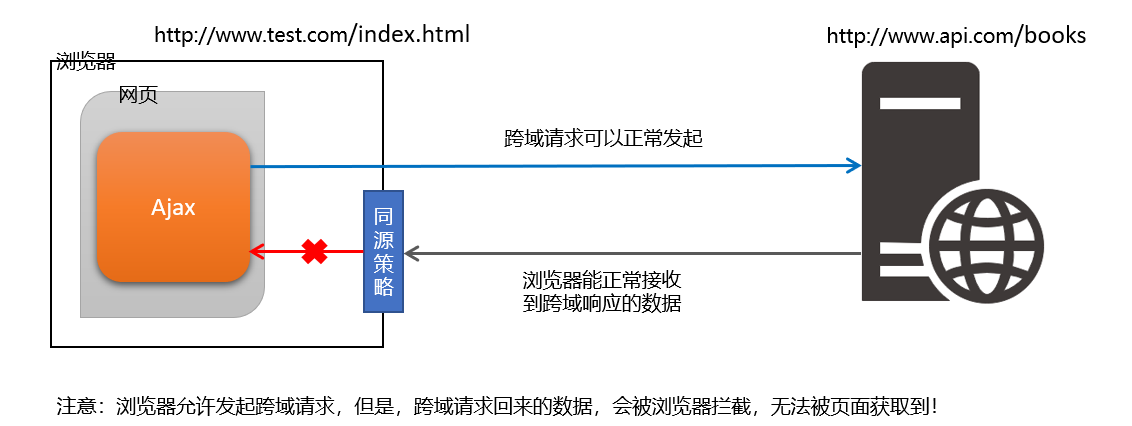 http://www.test.com/index.html
http://www.api.com/books
浏览器
网页
跨域请求可以正常发起
Ajax
同源策略
浏览器能正常接收
到跨域响应的数据
注意：浏览器允许发起跨域请求，但是，跨域请求回来的数据，会被浏览器拦截，无法被页面获取到！